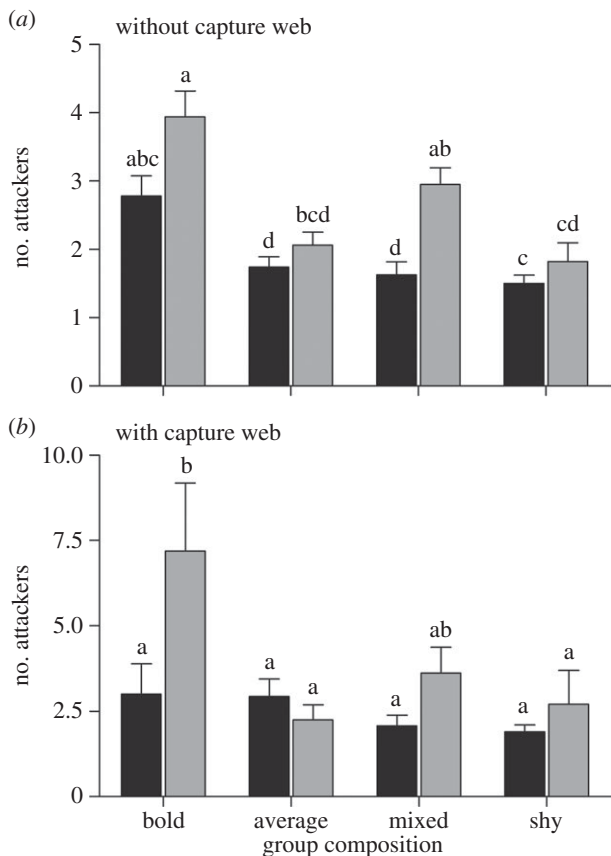 (a)
without capture web
5
4
3
2
1
0
no. attackers
abc
a
d
bcd
d
ab
c
cd
(b)
with capture web
10.0
7.5
5.0
2.5
0
no. attackers
a
b
a
a
a
ab
a
a
bold
average
mixed
shy
group composition